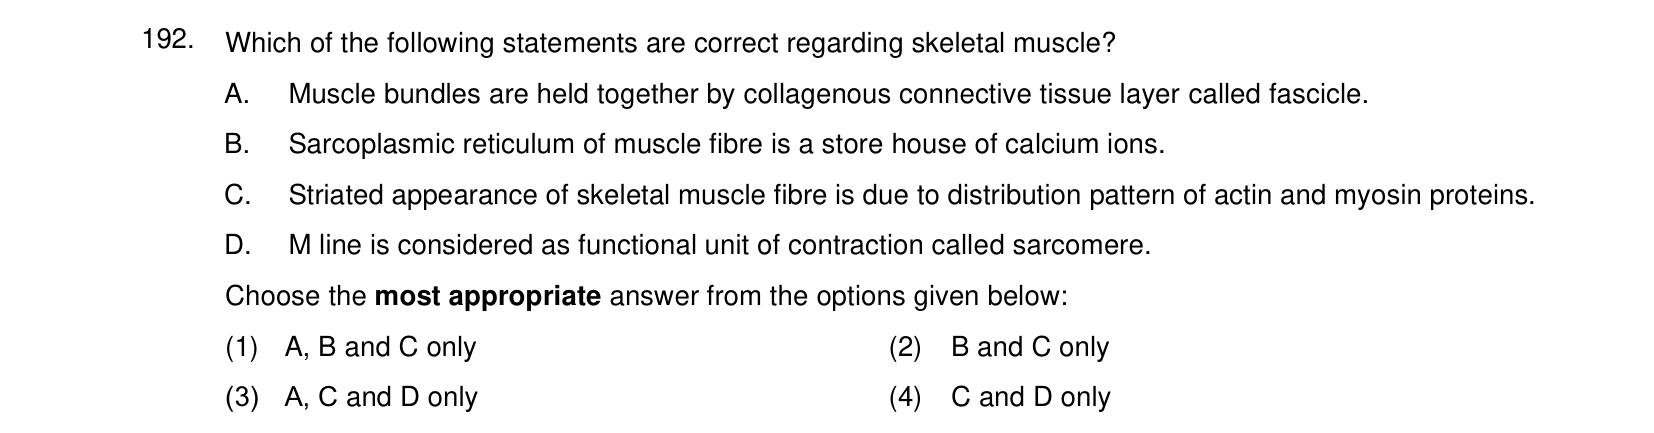 192. Which of the following statements are correct regarding skeletal muscle?
A. Muscle bundles are held together by collagenous connective tissue layer called fascicle.
B. Sarcoplasmic reticulum of muscle fibre is a store house of calcium ions.
C. Striated appearance of skeletal muscle fibre is due to distribution pattern of actin and myosin proteins.
D. M line is considered as functional unit of contraction called sarcomere.
Choose the most appropriate answer from the options given below:
(1) A, B and C only (2) B and C only
(3) A, C and D only (4) C and D only